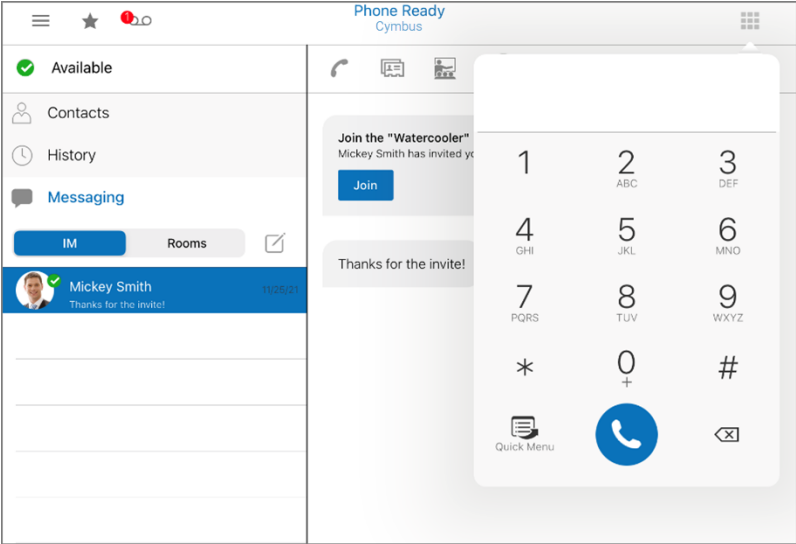 1
Phone Ready
Cymbus
Available
Contacts
History
Messaging
IM
Rooms
Mickey Smith
11/25/21
Thanks for the invite!
Join the "Watercooler"
Mickey Smith has invited
Join
Thanks for the invite!
1
2
ABC
3
DEF
4
GHI
5
JKL
6
MNO
7
PQRS
8
TUV
9
WXYZ
*
0
+
#
Quick Menu